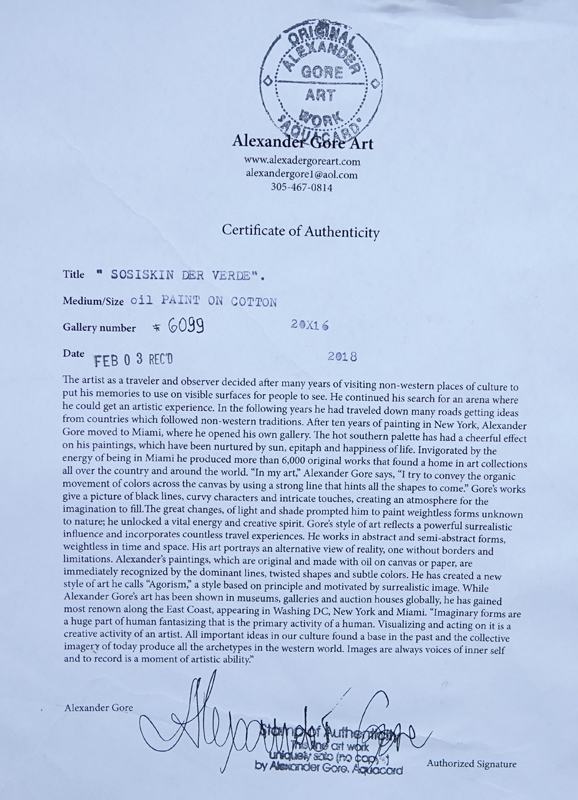 ORIGINAL
ALEXANDER
GORE
ART
WORK
"AQUACARD"
Alexander Gore Art
www.alexadergoreart.com
alexandergore1@aol.com
305-467-0814
Certificate of Authenticity
Title " SOSISKIN DER VERDE".
Medium/Size oil PAINT ON COTTON
Gallery number # 6099 20X16
Date FEB 0 3 REC'D 2018
The artist as a traveler and observer decided after many years of visiting non-western places of culture to
put his memories to use on visible surfaces for people to see. He continued his search for an arena where
he could get an artistic experience. In the following years he had traveled down many roads getting ideas
from countries which followed non-western traditions. After ten years of painting in New York, Alexander
Gore moved to Miami, where he opened his own gallery. The hot southern palette has had a cheerful effect
on his paintings, which have been nurtured by sun, epitaph and happiness of life. Invigorated by the
energy of being in Miami he produced more than 6,000 original works that found a home in art collections
all over the country and around the world. "In my art," Alexander Gore says, "I try to convey the organic
movement of colors across the canvas by using a strong line that hints all the shapes to come." Gore's works
give a picture of black lines, curvy characters and intricate touches, creating an atmosphere for the
imagination to fill.The great changes, of light and shade prompted him to paint weightless forms unknown
to nature; he unlocked a vital energy and creative spirit. Gore's style of art reflects a powerful surrealistic
influence and incorporates countless travel experiences. He works in abstract and semi-abstract forms,
weightless in time and space. His art portrays an alternative view of reality, one without borders and
limitations. Alexander's paintings, which are original and made with oil on canvas or paper, are
immediately recognized by the dominant lines, twisted shapes and subtle colors. He has created a new
style of art he calls "Agorism," a style based on principle and motivated by surrealistic image. While
Alexander Gore's art has been shown in museums, galleries and auction houses globally, he has gained
most renown along the East Coast, appearing in Washing DC, New York and Miami. "Imaginary forms are
a huge part of human fantasizing that is the primary activity of a human. Visualizing and acting on it is a
creative activity of an artist. All important ideas in our culture found a base in the past and the collective
imagery of today produce all the archetypes in the western world. Images are always voices of inner self
and to record is a moment of artistic ability."
Alexander Gore
Stamp of Authentication
This fine art work
uniquely solo (no copy)
by Alexander Gore, Aquacord
Authorized Signature